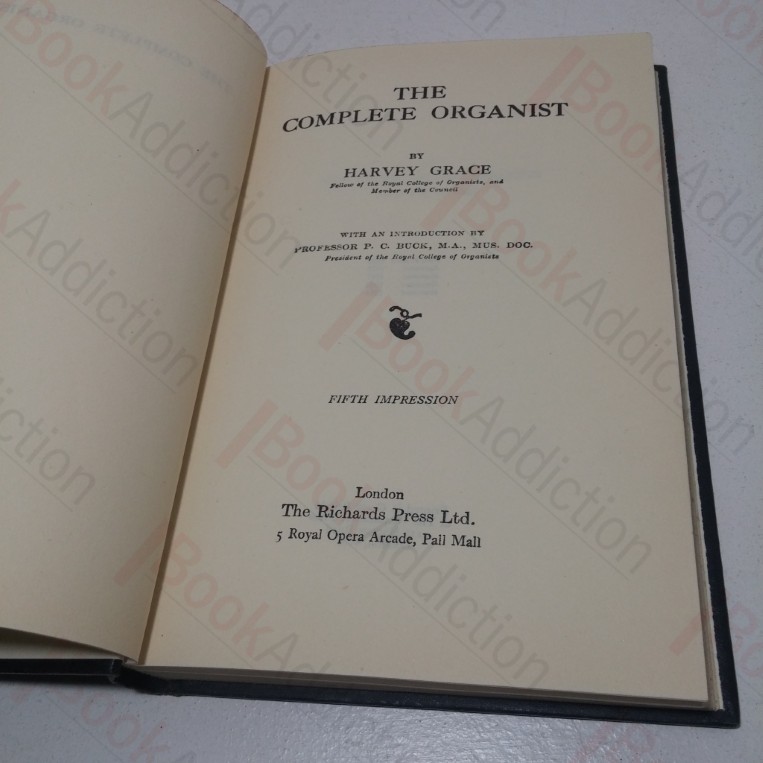 THE
COMPLETE ORGANIST
BY
HARVEY GRACE
Fellow of the Royal College of Organists, and
Member of the Council
WITH AN INTRODUCTION BY
PROFESSOR P. C. BUCK, M.A., MUS. DOC.
President of the Royal College of Organists
FIFTH IMPRESSION
London
The Richards Press Ltd.
5 Royal Opera Arcade, Pall Mall
BookAddiction